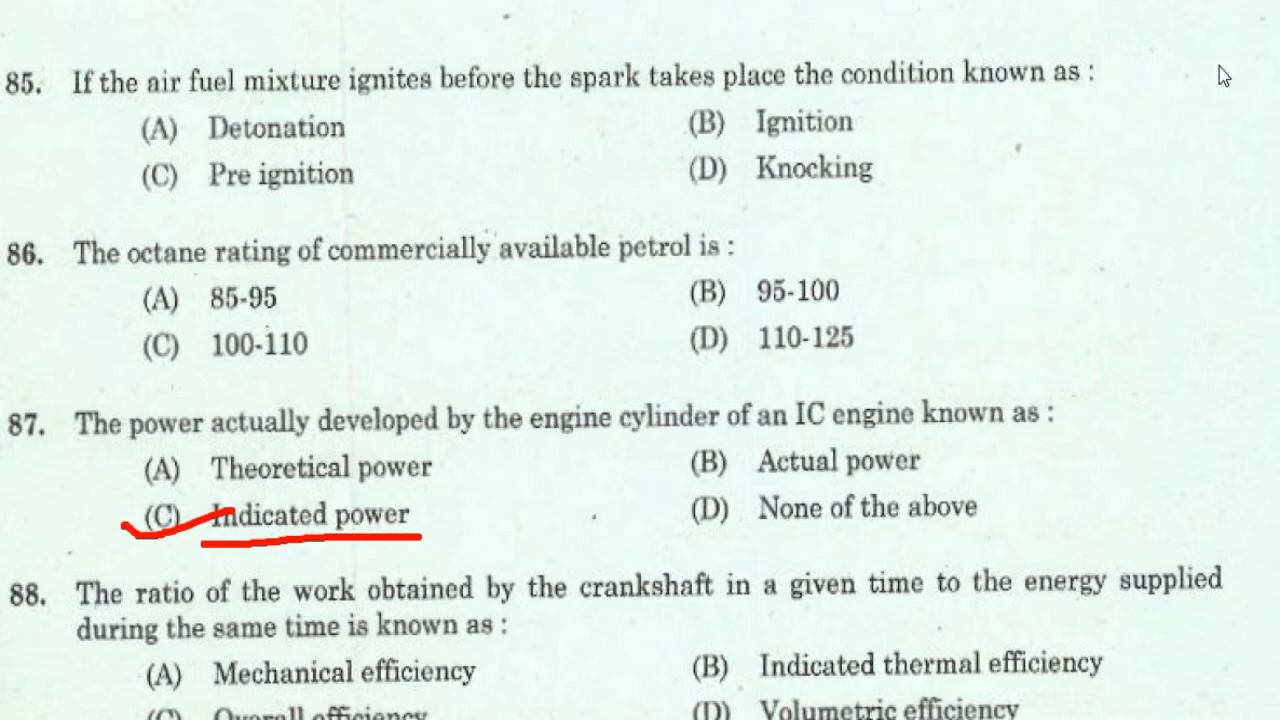 85. If the air fuel mixture ignites before the spark takes place the condition known as :
(A) Detonation (B) Ignition
(C) Pre ignition (D) Knocking
86. The octane rating of commercially available petrol is :
(A) 85-95 (B) 95-100
(C) 100-110 (D) 110-125
87. The power actually developed by the engine cylinder of an IC engine known as :
(A) Theoretical power (B) Actual power
(C) Indicated power (D) None of the above
88. The ratio of the work obtained by the crankshaft in a given time to the energy supplied
during the same time is known as :
(A) Mechanical efficiency (B) Indicated thermal efficiency
(C) Overall efficiency (D) Volumetric efficiency